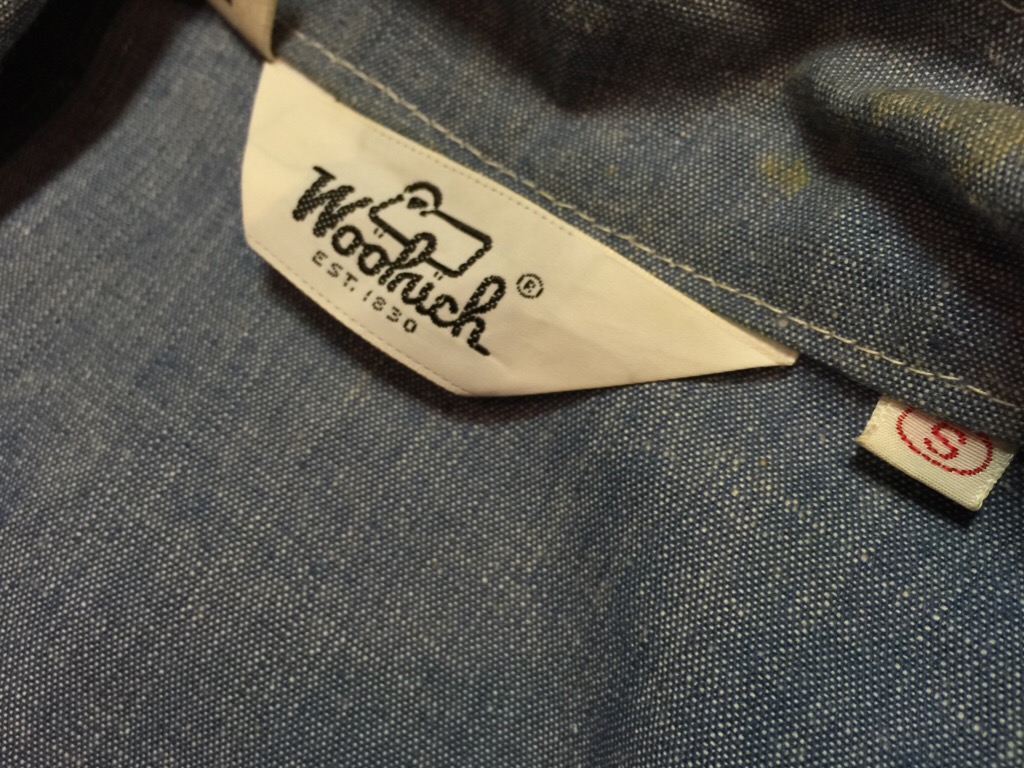 Woolrich ®
EST. 1830
S